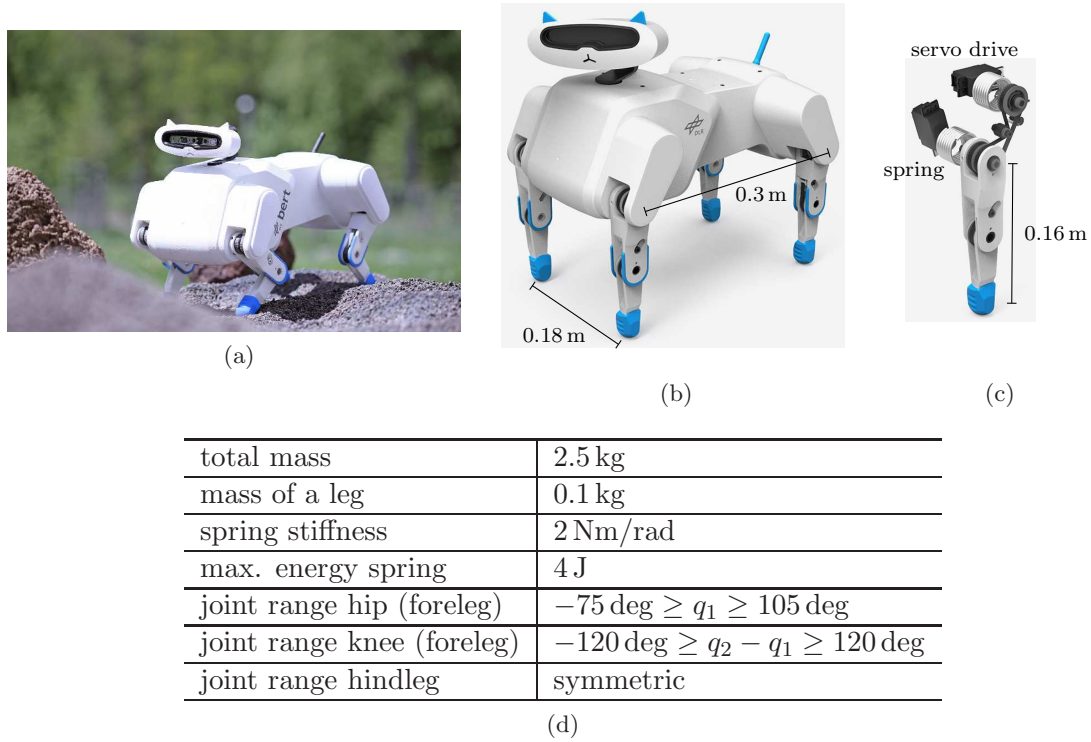 servo drive
bert
DLR
0.3 m
spring
0.16 m
0.18 m
(a)
(b)
(c)
total mass 2.5 kg
mass of a leg 0.1 kg
spring stiffness 2 Nm/rad
max. energy spring 4 J
joint range hip (foreleg) −75 deg ≥ q₁ ≥ 105 deg
joint range knee (foreleg) −120 deg ≥ q₂ − q₁ ≥ 120 deg
joint range hindleg symmetric
(d)